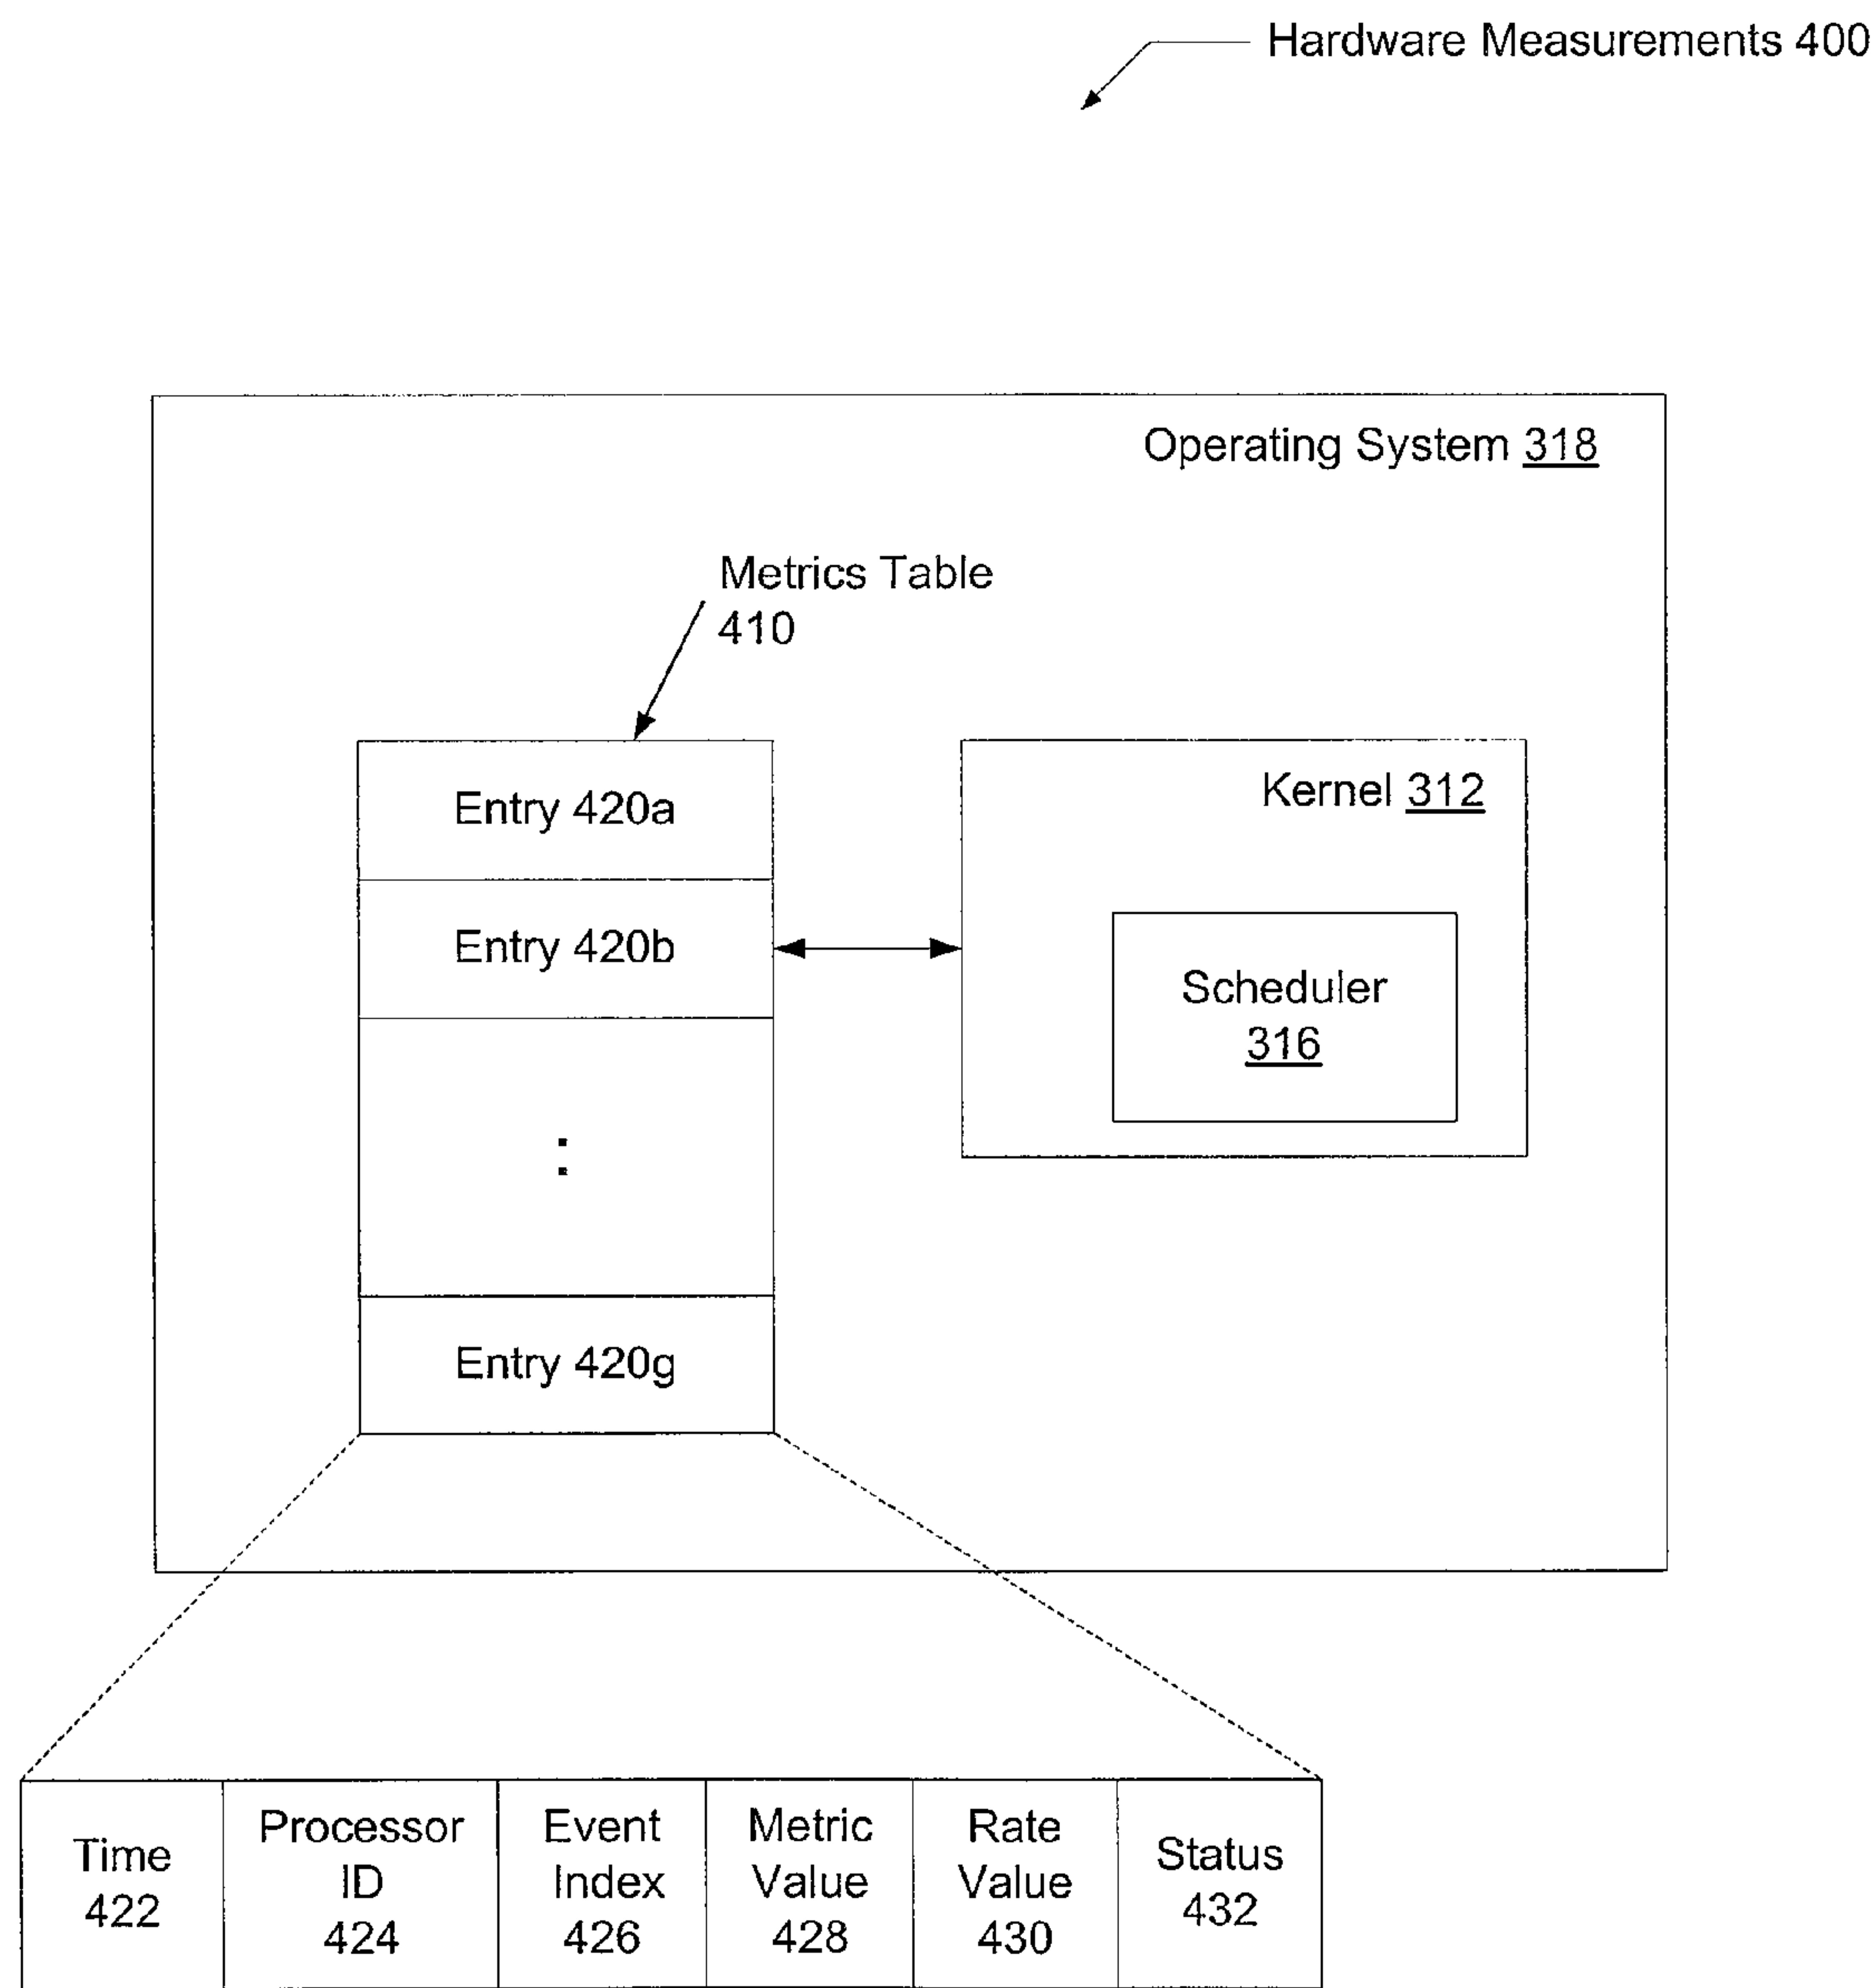 Hardware Measurements 400
Operating System 318
Metrics Table
410
Entry 420a
Entry 420b
:
Entry 420g
Kernel 312
Scheduler
316
Time
422
Processor
ID
424
Event
Index
426
Metric
Value
428
Rate
Value
430
Status
432